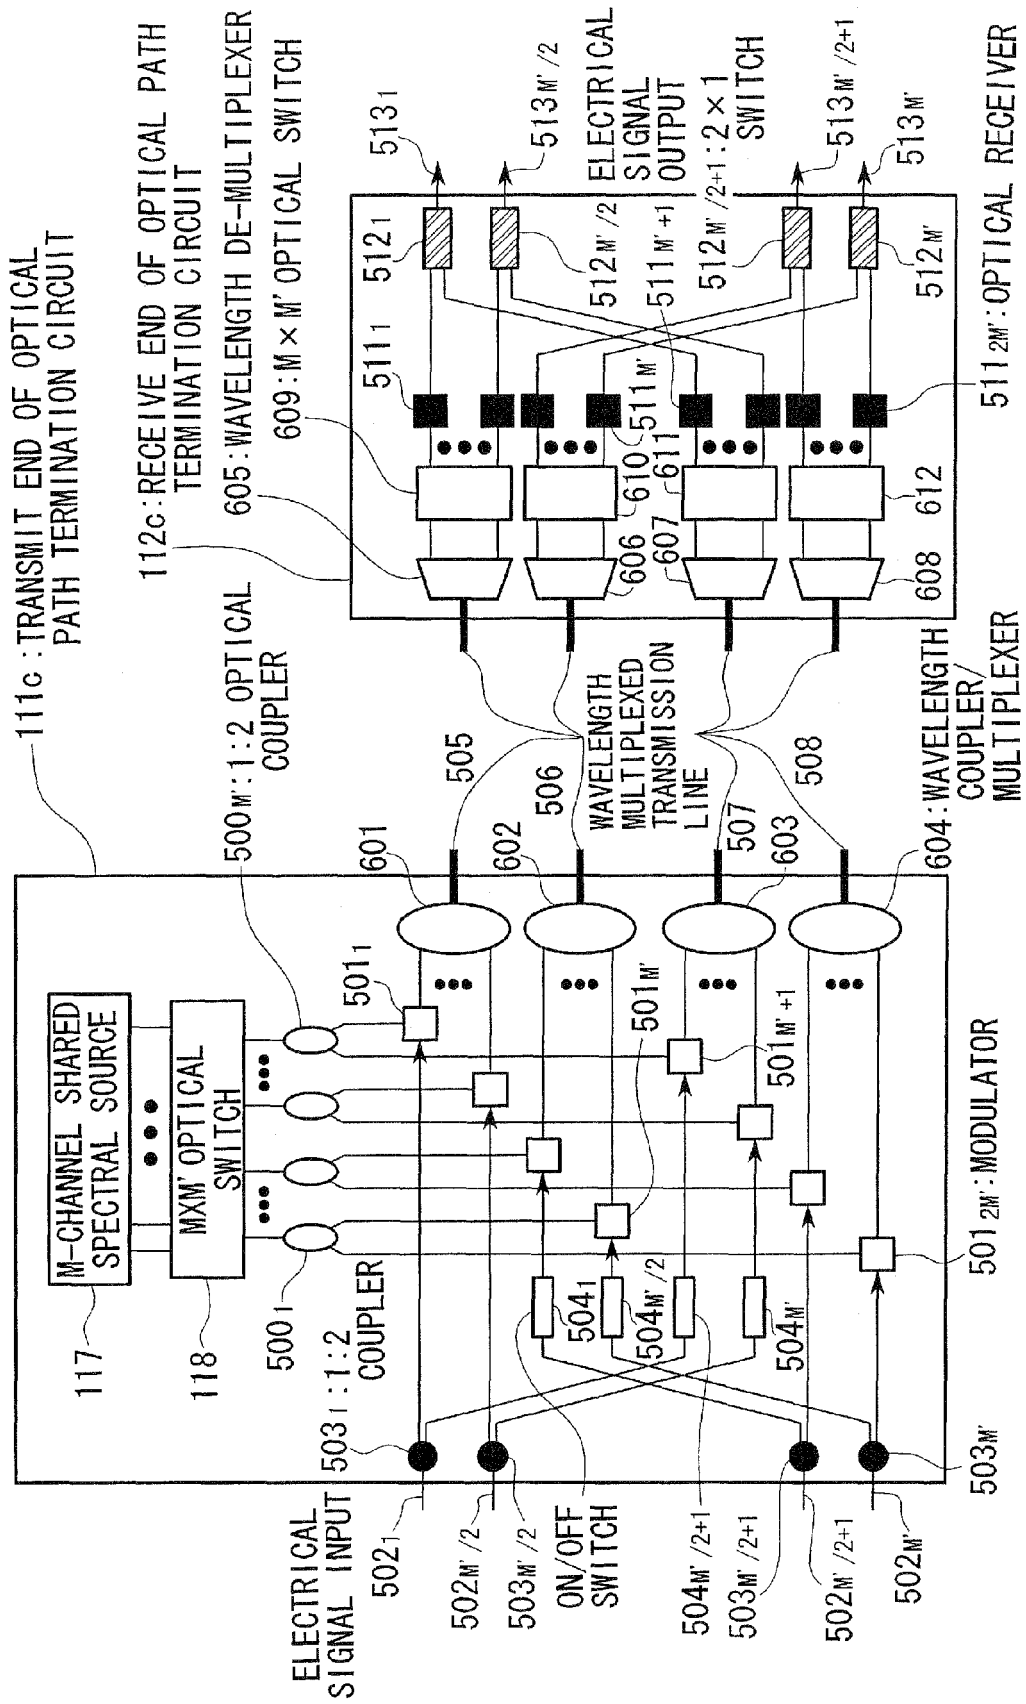 111c:TRANSMIT END OF OPTICAL
PATH TERMINATION CIRCUIT
112c:RECEIVE END OF OPTICAL PATH
TERMINATION CIRCUIT
605:WAVELENGTH DE-MULTIPLEXER
609:M×M' OPTICAL SWITCH
500M':1:2 OPTICAL
COUPLER
M-CHANNEL SHARED
SPECTRAL SOURCE
117
MXM' OPTICAL
SWITCH
118
5001
5031:1:2
COUPLER
ELECTRICAL
SIGNAL INPUT
5021
502M'/2
503M'/2
ON/OFF
SWITCH
504M'/2+1
503M'/2+1
502M'/2+1
502M'
503M'
5041
504M'/2
504M'
5011
501M'
501M'+1
5012M':MODULATOR
601
602
603
604:WAVELENGTH
COUPLER
MULTIPLEXER
505
506
WAVELENGTH
MULTIPLEXED
TRANSMISSION
LINE
507
508
606
607
608
610
611
612
5111
511M'
511M'+1
5112M':OPTICAL RECEIVER
5121
512M'/2
512M'/2+1:2×1
SWITCH
512M'
5131
513M'/2
ELECTRICAL
SIGNAL
OUTPUT
513M'/2+1
513M'